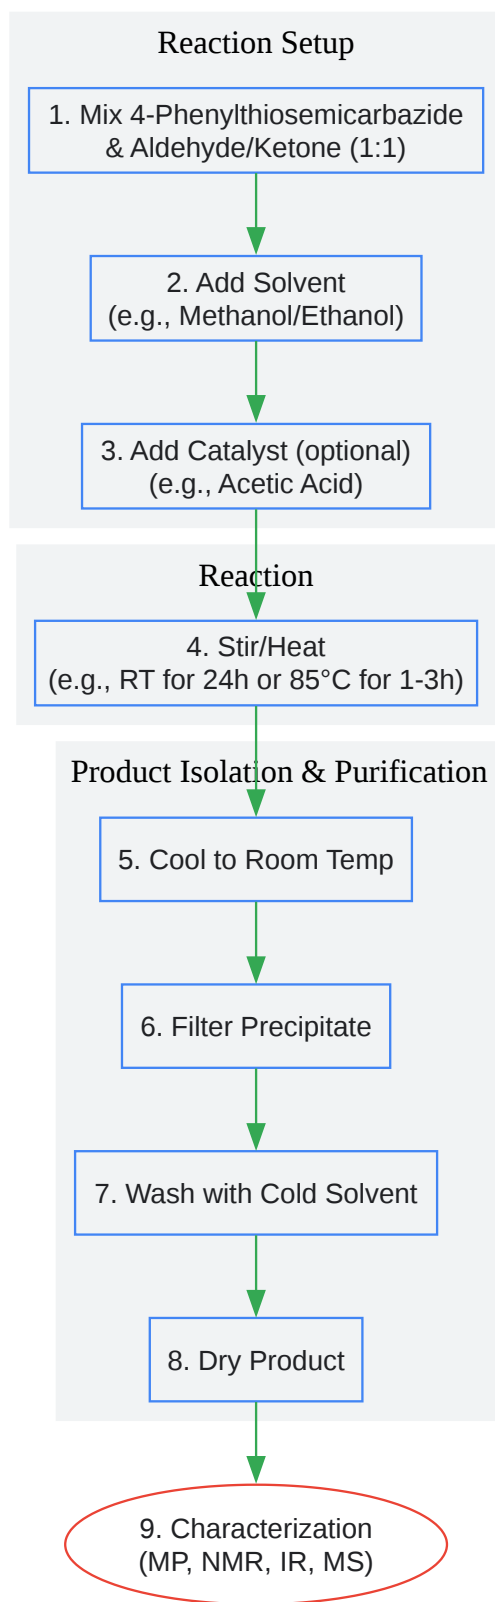 Reaction Setup
1. Mix 4-Phenylthiosemicarbazide
& Aldehyde/Ketone (1:1)
2. Add Solvent
(e.g., Methanol/Ethanol)
3. Add Catalyst (optional)
(e.g., Acetic Acid)
Reaction
4. Stir/Heat
(e.g., RT for 24h or 85°C for 1-3h)
Product Isolation & Purification
5. Cool to Room Temp
6. Filter Precipitate
7. Wash with Cold Solvent
8. Dry Product
9. Characterization
(MP, NMR, IR, MS)